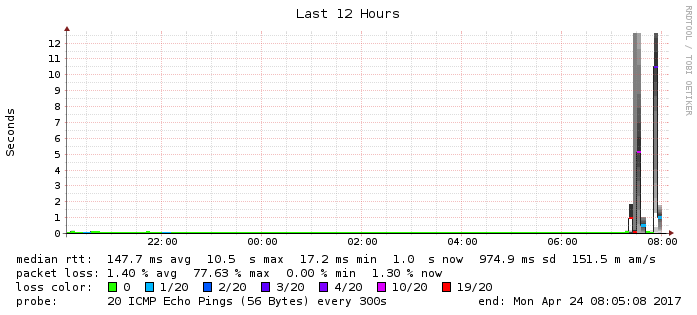 Last 12 Hours
RRDTOOL / TOBI OETIKER
Seconds
12
11
10
9
8
7
6
5
4
3
2
1
0
22:00 00:00 02:00 04:00 06:00 08:00
median rtt: 147.7 ms avg 10.5 s max 17.2 ms min 1.0 s now 974.9 ms sd 151.5 m am/s
packet loss: 1.40 % avg 77.63 % max 0.00 % min 1.30 % now
loss color: 0 1/20 2/20 3/20 4/20 10/20 19/20
probe: 20 ICMP Echo Pings (56 Bytes) every 300s end: Mon Apr 24 08:05:08 2017